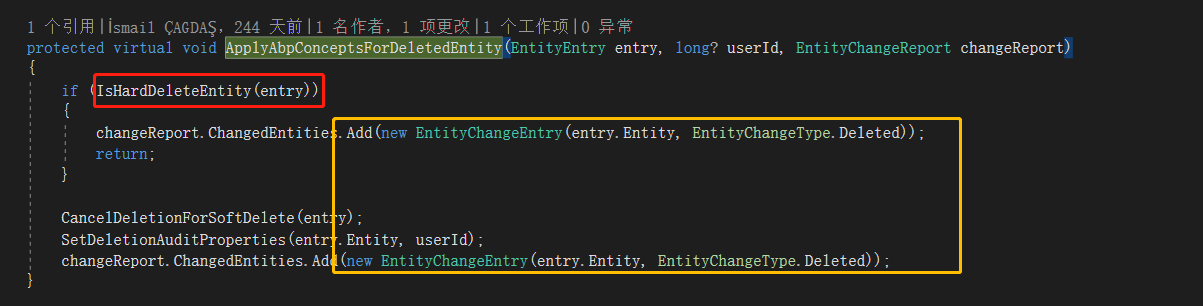 1 个引用|İsmail ÇAGDAŞ, 244 天前|1 名作者, 1 项更改|1 个工作项|0 异常
protected virtual void ApplyAbpConceptsForDeletedEntity(EntityEntry entry, long? userId, EntityChangeReport changeReport)
{
if (IsHardDeleteEntity(entry))
{
changeReport.ChangedEntities.Add(new EntityChangeEntry(entry.Entity, EntityChangeType.Deleted));
return;
}
CancelDeletionForSoftDelete(entry);
SetDeletionAuditProperties(entry.Entity, userId);
changeReport.ChangedEntities.Add(new EntityChangeEntry(entry.Entity, EntityChangeType.Deleted));
}